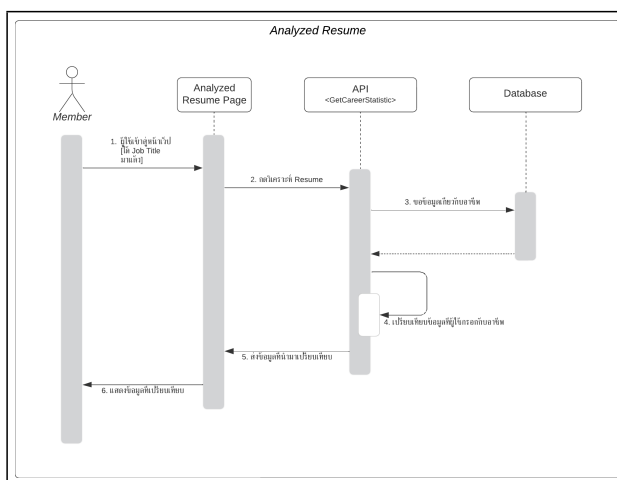 Analyzed Resume
Member
Analyzed
Resume Page
API
<GetCareerStatistic>
Database
1. ผู้ใช้เข้าสู่หน้าเว็ป
[ได้ Job Title
มาแล้ว]
2. กดวิเคราะห์ Resume
3. ขอข้อมูลเกี่ยวกับอาชีพ
4. เปรียบเทียบข้อมูลที่ผู้ใช้กรอกกับอาชีพ
5. ส่งข้อมูลที่นำมาเปรียบเทียบ
6. แสดงข้อมูลที่เปรียบเทียบ